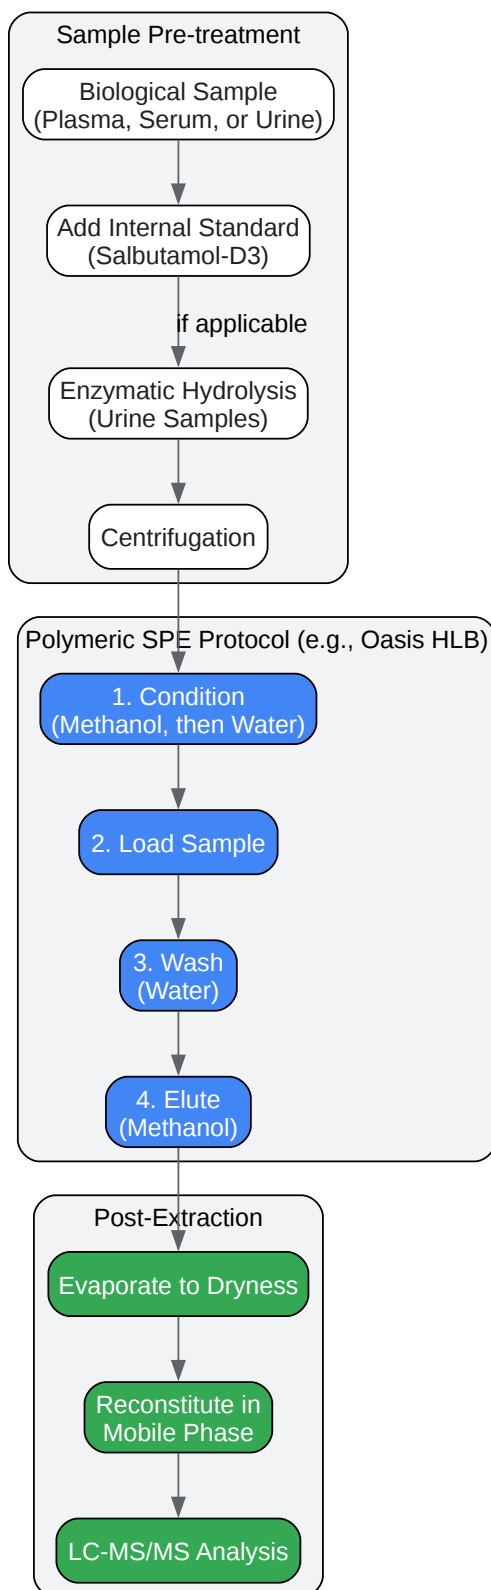 Sample Pre-treatment
Biological Sample
(Plasma, Serum, or Urine)
Add Internal Standard
(Salbutamol-D3)
if applicable
Enzymatic Hydrolysis
(Urine Samples)
Centrifugation
Polymeric SPE Protocol (e.g., Oasis HLB)
1. Condition
(Methanol, then Water)
2. Load Sample
3. Wash
(Water)
4. Elute
(Methanol)
Post-Extraction
Evaporate to Dryness
Reconstitute in
Mobile Phase
LC-MS/MS Analysis